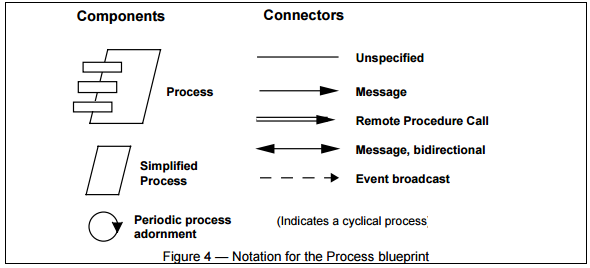 Components
Connectors
Unspecified
Process
Message
Remote Procedure Call
Simplified
Process
Message, bidirectional
Event broadcast
Periodic process
adornment
(Indicates a cyclical process
Figure 4 — Notation for the Process blueprint